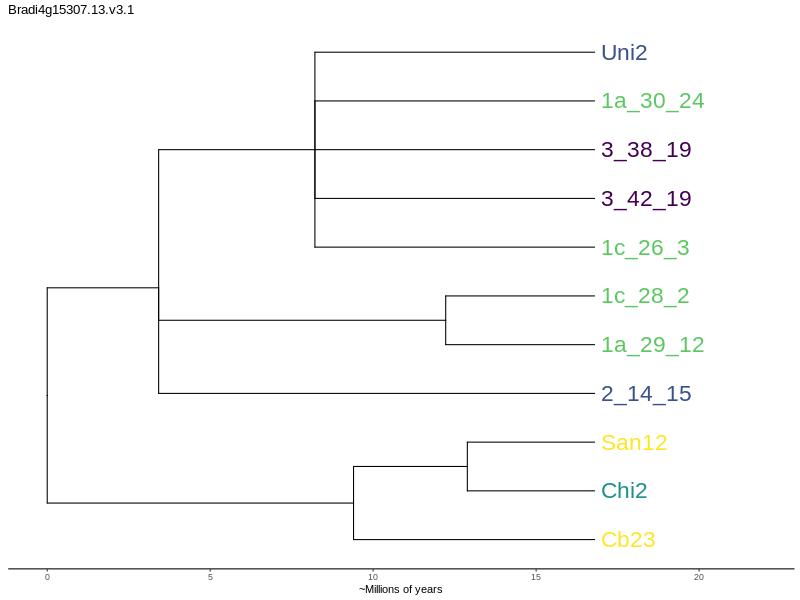 Bradi4g15307.13.v3.1
Uni2
1a_30_24
3_38_19
3_42_19
1c_26_3
1c_28_2
1a_29_12
2_14_15
San12
Chi2
Cb23
0 5 10 15 20
~Millions of years